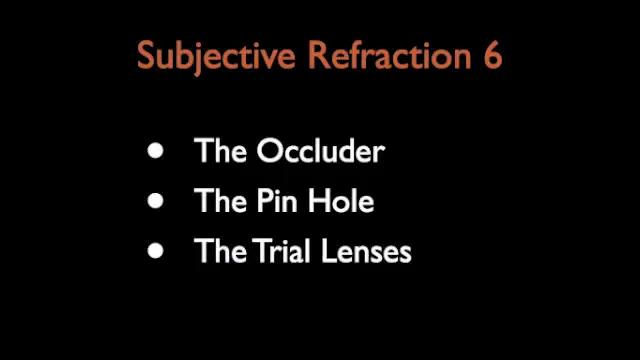 Subjective Refraction 6
• The Occluder
• The Pin Hole
• The Trial Lenses